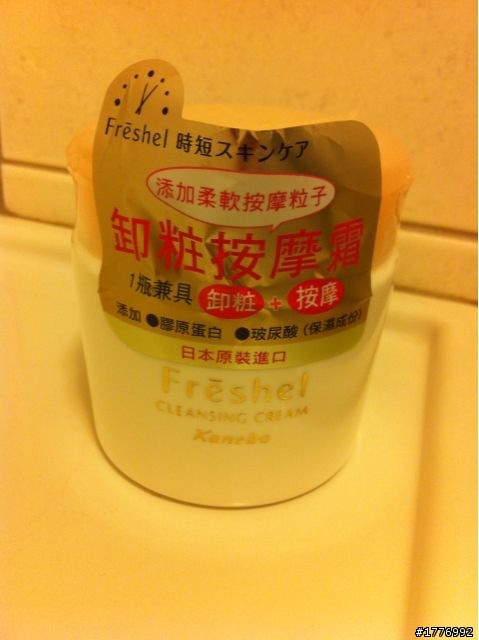 Frēshel 時短スキンケア
添加柔軟按摩粒子
卸粧按摩霜
1瓶兼具 卸粧 + 按摩
添加 ●膠原蛋白 ●玻尿酸 (保濕成份)
日本原裝進口
Frēshel
CLEANSING CREAM
Kanebo
#1776992